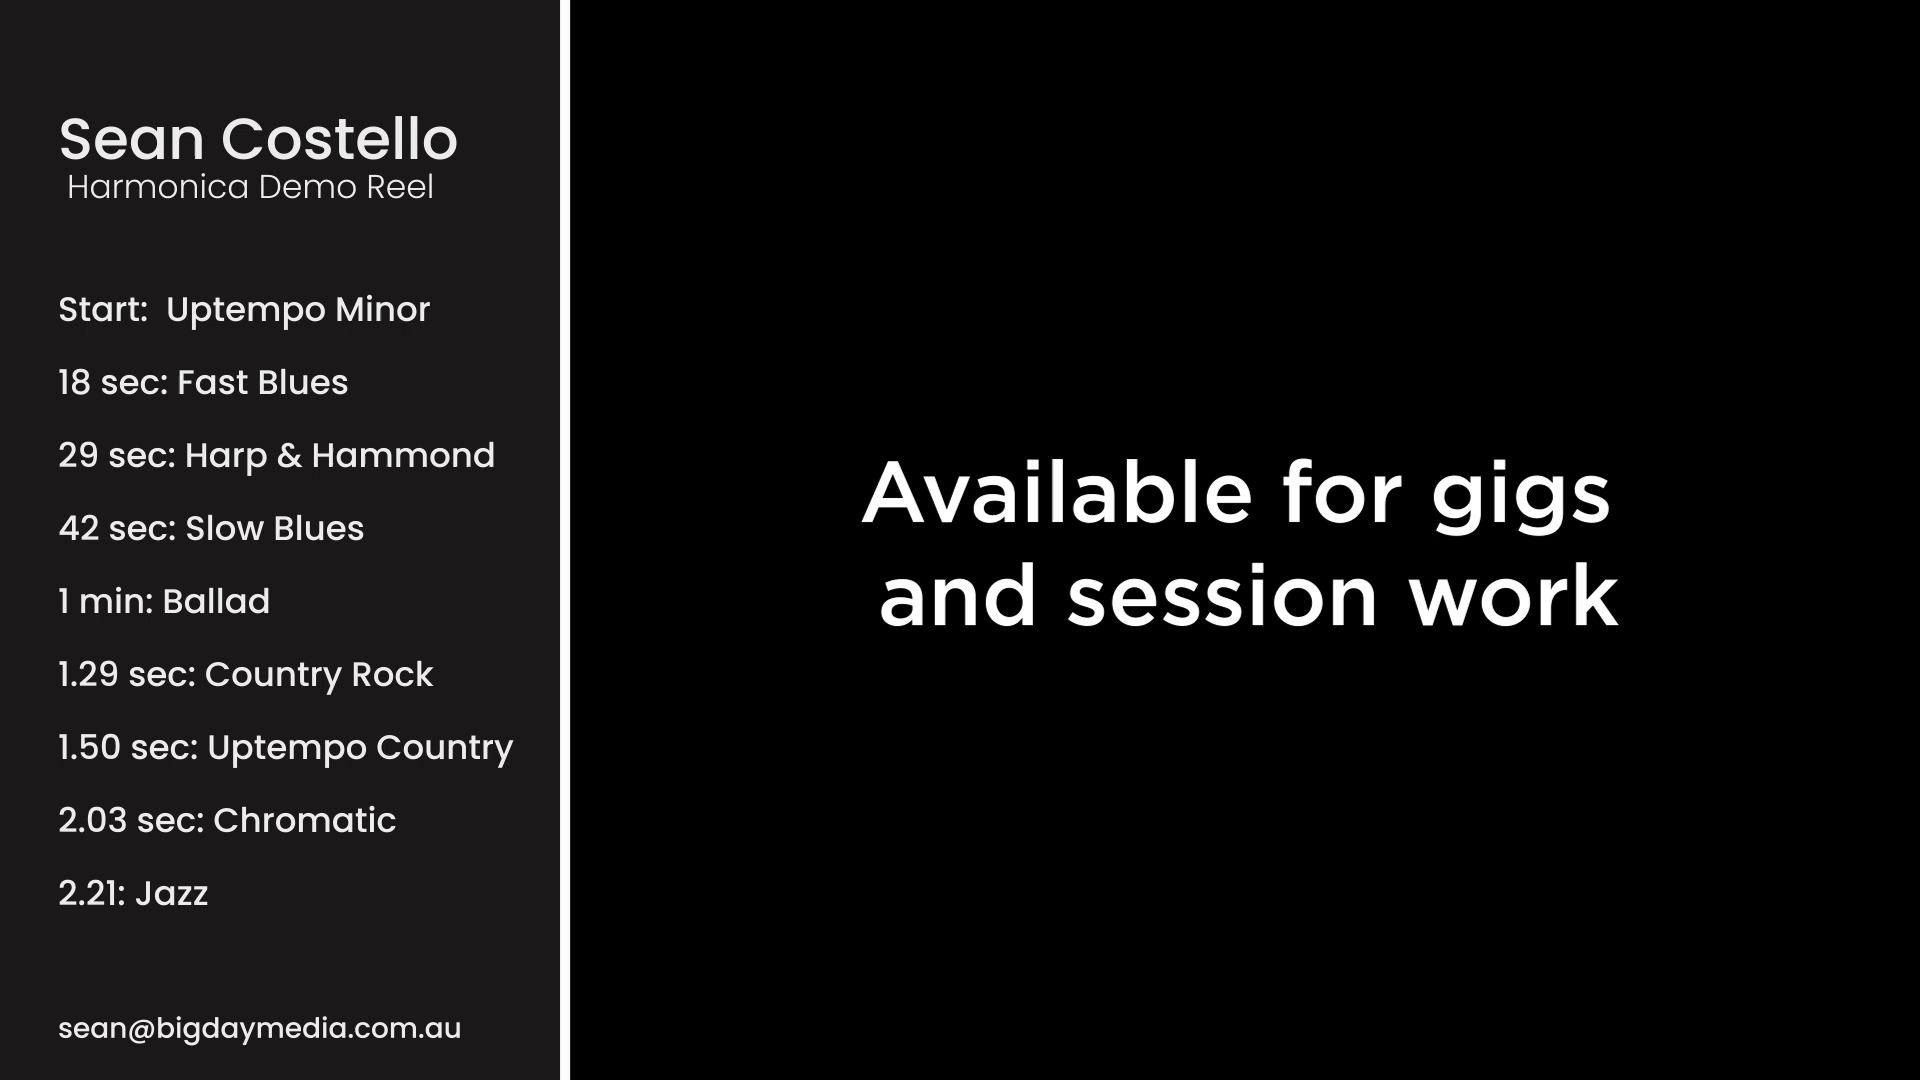 Sean Costello
Harmonica Demo Reel
Start: Uptempo Minor
18 sec: Fast Blues
29 sec: Harp & Hammond
42 sec: Slow Blues
1 min: Ballad
1.29 sec: Country Rock
1.50 sec: Uptempo Country
2.03 sec: Chromatic
2.21: Jazz
sean@bigdaymedia.com.au
Available for gigs
and session work